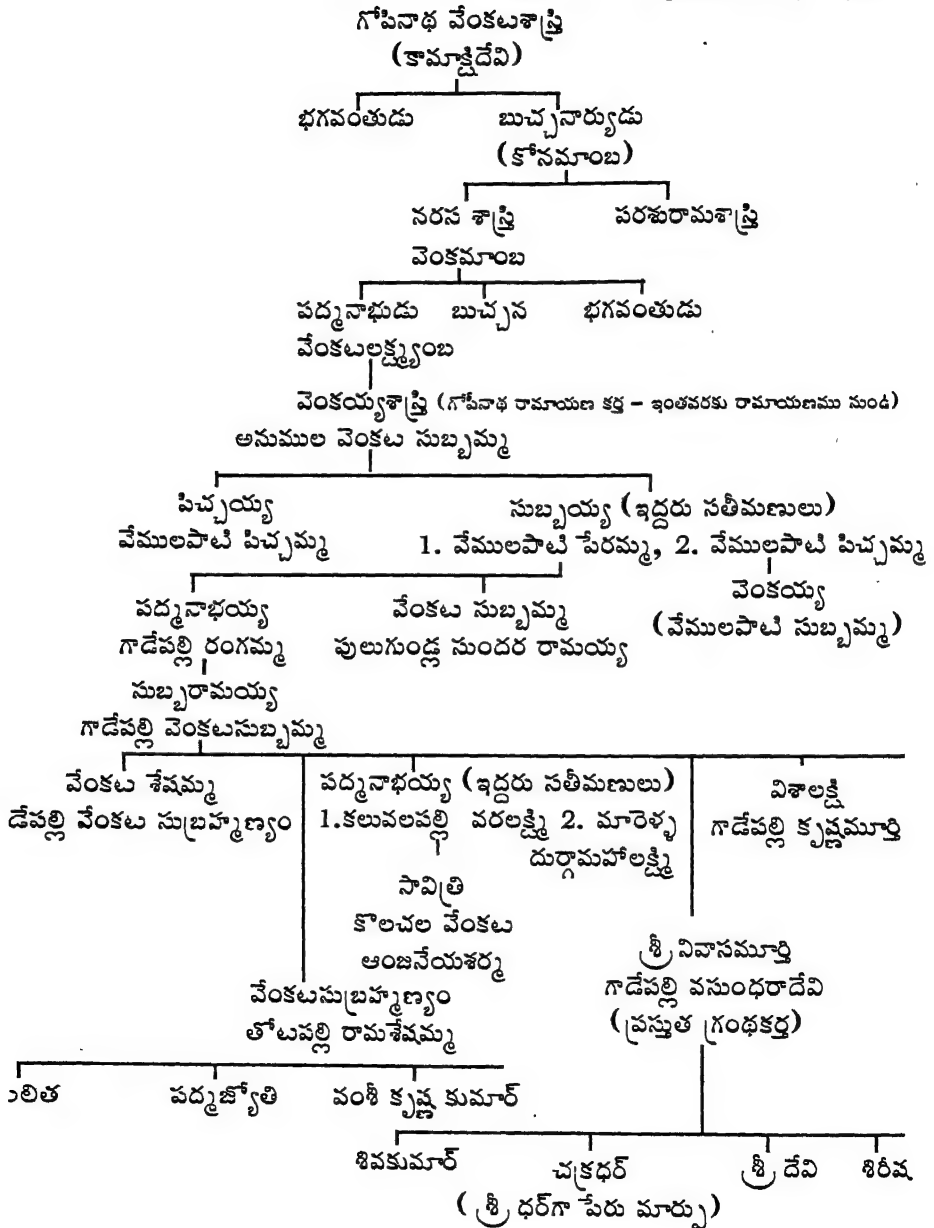 గోపినాథ వేంకటశాస్త్రి
(కామాక్షిదేవి)
భగవంతుడు బుచ్చనార్యుడు
(కోనమాంబ)
నరస శాస్త్రి పరశురామశాస్త్రి
వెంకమాంబ
పద్మనాభుడు బుచ్చన భగవంతుడు
వేంకటలక్ష్మ్యంబ
వెంకయ్యశాస్త్రి (గోపీనాథ రామాయణ కర్త – ఇంతవరకు రామాయణము నుండి)
అనుముల వెంకట సుబ్బమ్మ
పిచ్చయ్య సుబ్బయ్య (ఇద్దరు సతీమణులు)
వేములపాటి పిచ్చమ్మ 1. వేములపాటి పేరమ్మ, 2. వేములపాటి పిచ్చమ్మ
వెంకయ్య
పద్మనాభయ్య వేంకట సుబ్బమ్మ (వేములపాటి సుబ్బమ్మ)
గాడేపల్లి రంగమ్మ పులుగుండ్ల సుందర రామయ్య
సుబ్బరామయ్య
గాడేపల్లి వెంకటసుబ్బమ్మ
వేంకట శేషమ్మ పద్మనాభయ్య (ఇద్దరు సతీమణులు) విశాలక్షి
డేపల్లి వేంకట సుబ్రహ్మణ్యం 1.కలువలపల్లి వరలక్ష్మి 2. మారెళ్ళ గాడేపల్లి కృష్ణమూర్తి
దుర్గామహాలక్ష్మి
సావిత్రి
కొలచల వేంకట
ఆంజనేయశర్మ
శ్రీనివాసమూర్తి
వేంకటసుబ్రహ్మణ్యం గాడేపల్లి వసుంధరాదేవి
తోటపల్లి రామశేషమ్మ (ప్రస్తుత గ్రంథకర్త)
లలిత పద్మజ్యోతి వంశీ కృష్ణ కుమార్
శివకుమార్ చక్రధర్ శ్రీ దేవి శిరీష
(శ్రీ ధర్‌గా పేరు మార్పు)